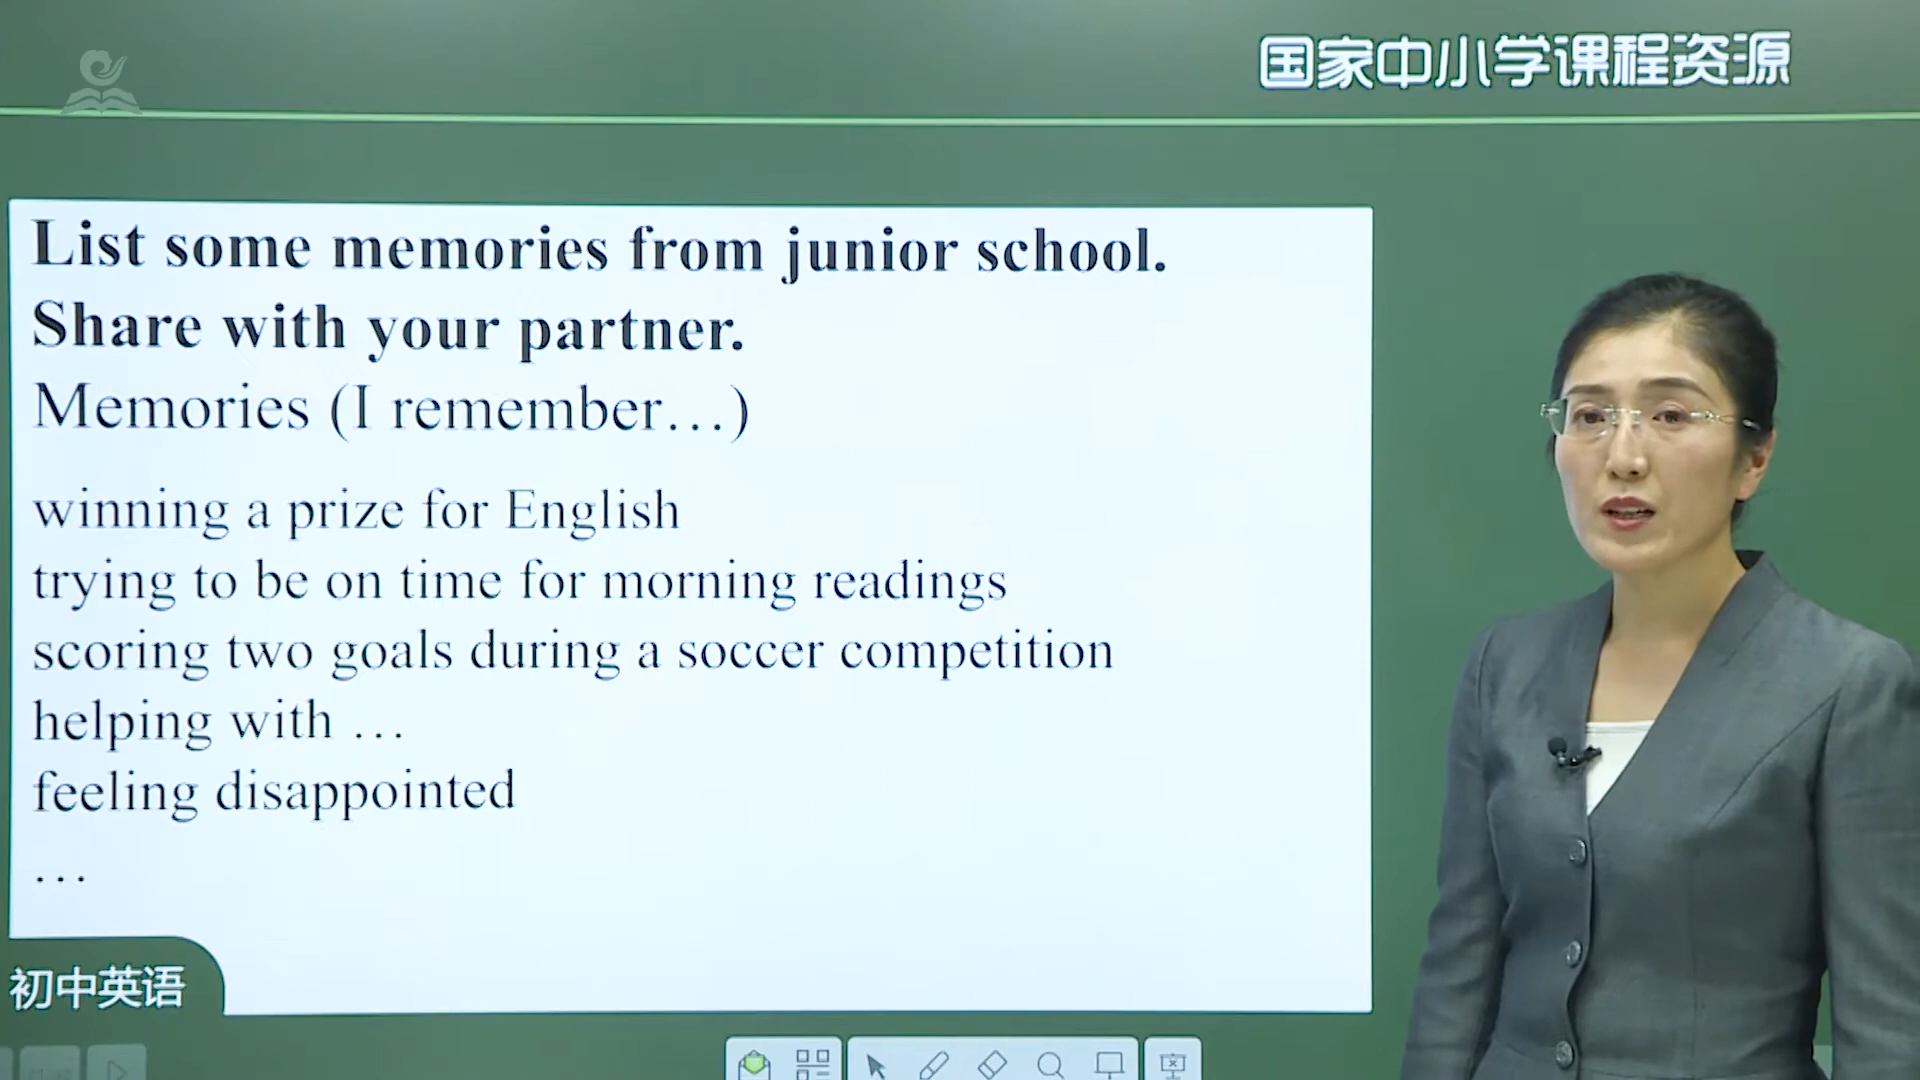 国家中小学课程资源
List some memories from junior school.
Share with your partner.
Memories (I remember…)
winning a prize for English
trying to be on time for morning readings
scoring two goals during a soccer competition
helping with …
feeling disappointed
…
初中英语